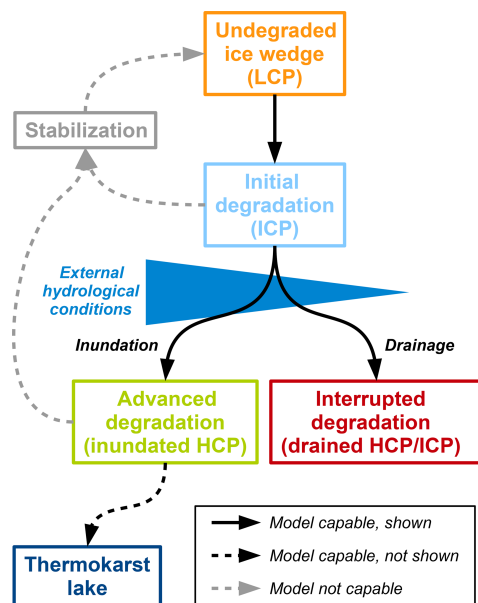 Undegraded
ice wedge
(LCP)
Stabilization
Initial
degradation
(ICP)
External
hydrological
conditions
Inundation
Drainage
Advanced
degradation
(inundated HCP)
Interrupted
degradation
(drained HCP/ICP)
Model capable, shown
Model capable, not shown
Model not capable
Thermokarst
lake